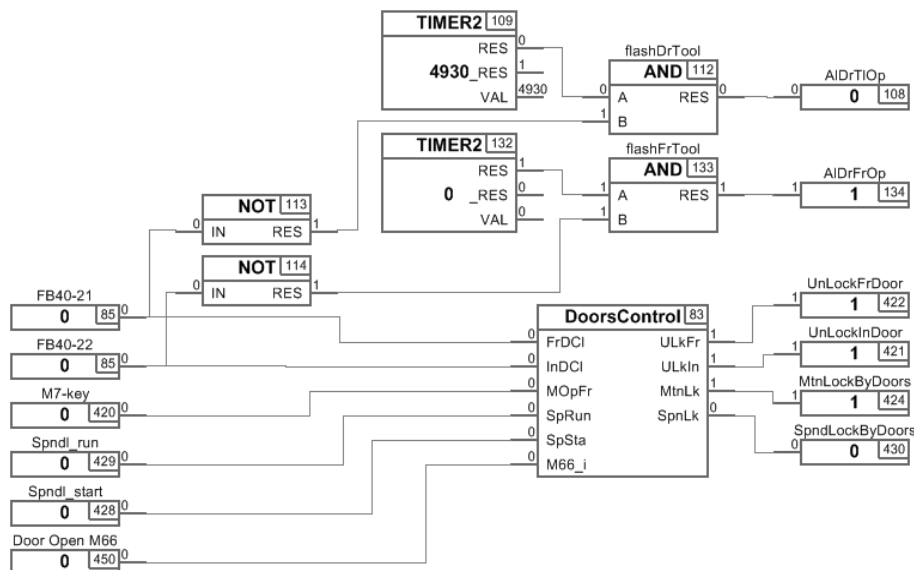 TIMER2 109
RES 0
4930 _RES 1
VAL 4930
flashDrTool
AND 112
0 A RES 0
1 B
AlDrTlOp
0 0 108
TIMER2 132
RES 1
0 _RES 0
VAL 0
flashFrTool
AND 133
1 A RES 1
1 B
AlDrFrOp
1 1 134
NOT 113
0 IN RES 1
NOT 114
0 IN RES 1
FB40-21
0 85 0
FB40-22
0 85 0
M7-key
0 420 0
Spndl_run
0 429 0
Spndl_start
0 428 0
Door Open M66
0 450 0
DoorsControl 83
0 FrDCl ULkFr 1
0 InDCl ULkIn 1
0 MOpFr MtnLk 1
0 SpRun SpnLk 0
0 SpSta
0 M66_i
UnLockFrDoor
1 1 422
UnLockInDoor
1 1 421
MtnLockByDoors
1 1 424
SpndLockByDoors
0 0 430